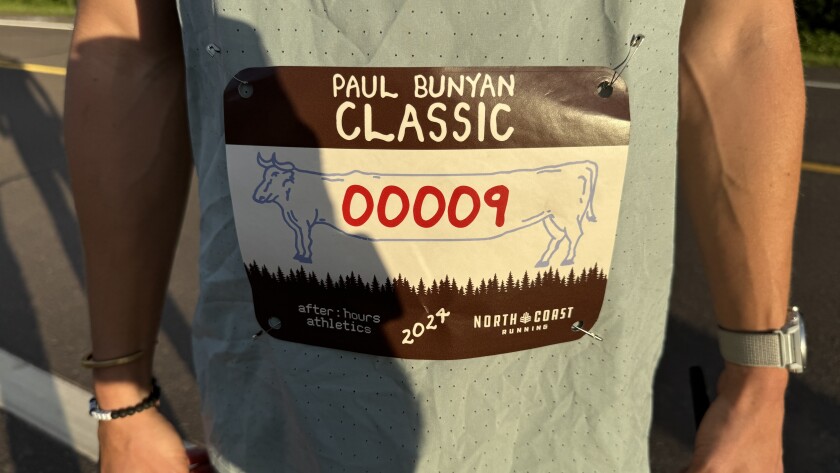 PAUL BUNYAN
CLASSIC
00009
after:hours
athletics
2024
NORTH COAST
RUNNING